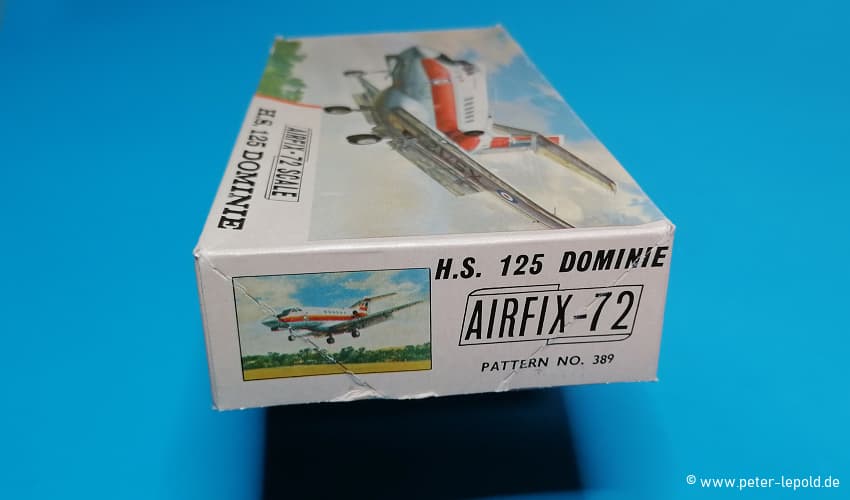 AIRFIX-72 SCALE
H.S. 125 DOMINIE
H.S. 125 DOMINIE
AIRFIX-72
PATTERN NO. 389
© www.peter-lepold.de